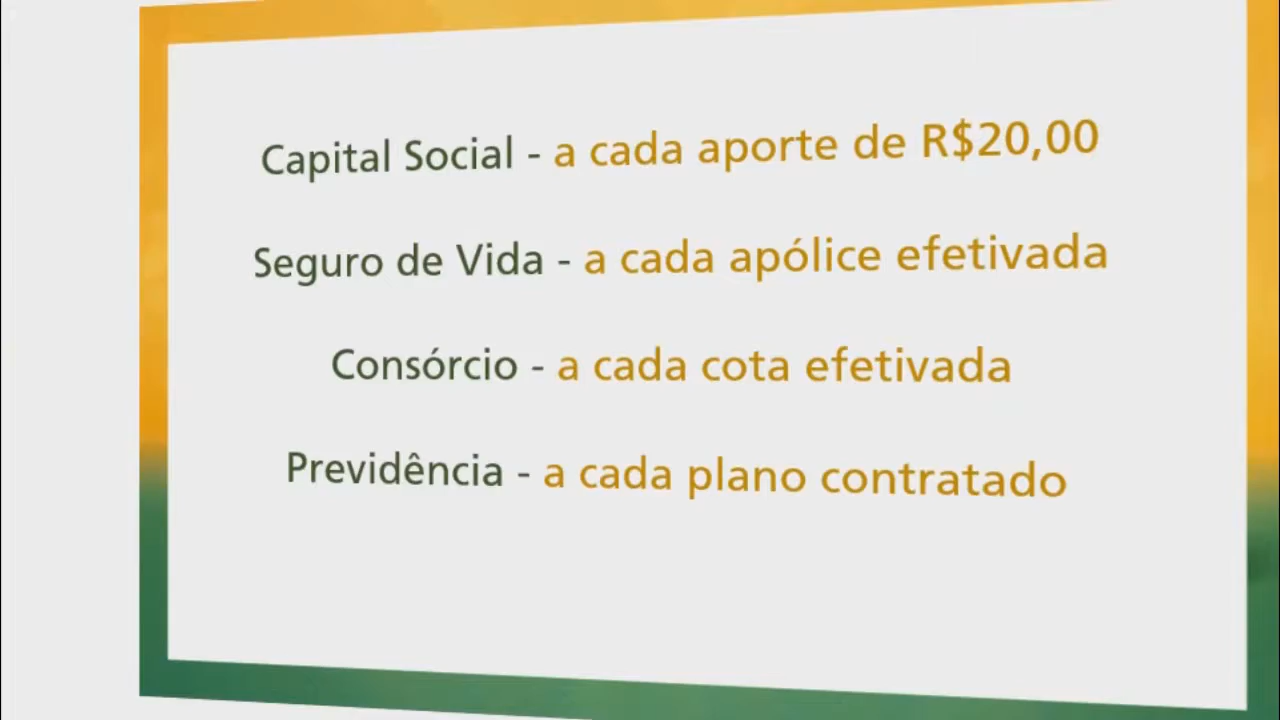 Capital Social - a cada aporte de R$20,00
Seguro de Vida - a cada apólice efetivada
Consórcio - a cada cota efetivada
Previdência - a cada plano contratado